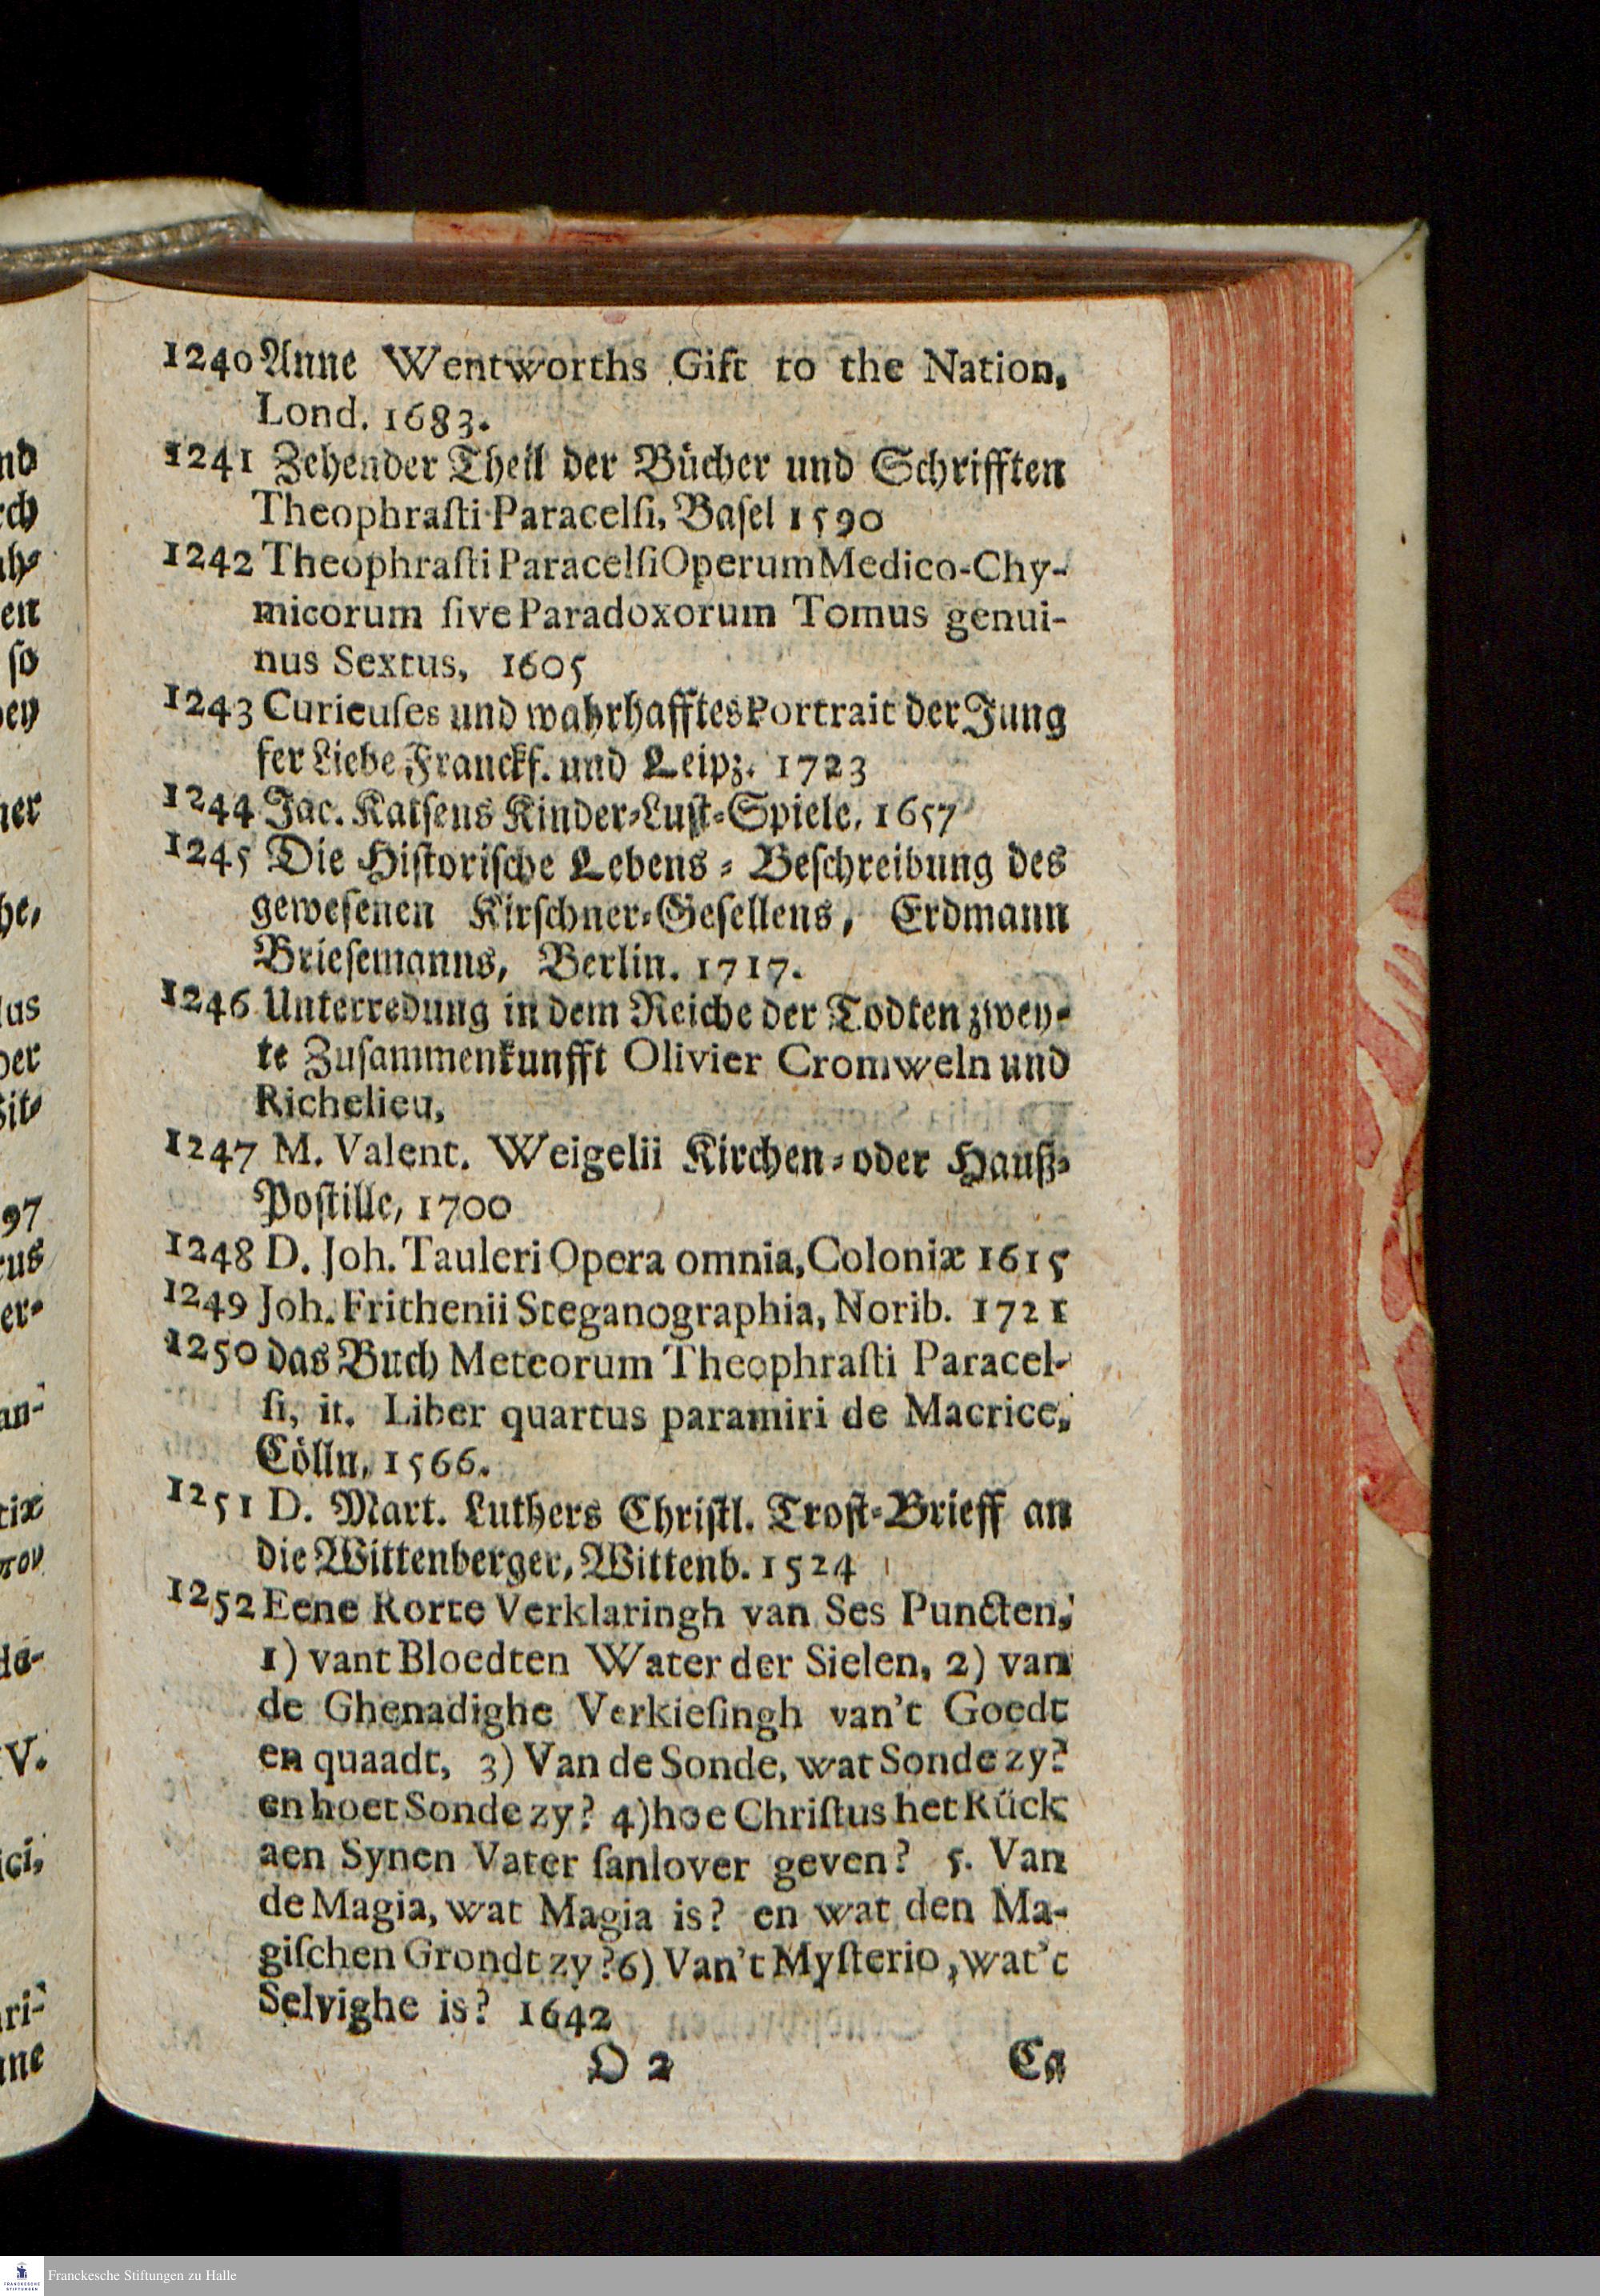 1240 Anne Wentworths Gift to the Nation,
Lond. 1683.
1241 Zehender Theil der Bücher und Schrifften
Theophraſti Paracelſi, Baſel 1590
1242 Theophraſti Paracelſi Operum Medico-Chy-
micorum ſive Paradoxorum Tomus genui-
nus Sextus, 1605
1243 Curieuſes und wahrhafftes Portrait der Jung
fer Liebe Franckf. und Leipz. 1723
1244 Jac. Katſens Kinder-Luſt-Spiele, 1657
1245 Die Hiſtoriſche Lebens-Beſchreibung des
geweſenen Kirſchner-Geſellens, Erdmann
Brieſemanns, Berlin. 1717.
1246 Unterredung in dem Reiche der Todten zwey-
te Zuſammenkunfft Olivier Cromweln und
Richelieu,
1247 M. Valent. Weigelii Kirchen-oder Hauß-
Poſtille, 1700
1248 D. Joh. Tauleri Opera omnia, Coloniæ 1615
1249 Joh. Frithenii Steganographia, Norib. 1721
1250 das Buch Meteorum Theophraſti Paracel-
ſi, it. Liber quartus paramiri de Macrice,
Cölln, 1566.
1251 D. Mart. Luthers Chriſtl. Troſt-Brieff an
die Wittenberger, Wittenb. 1524
1252 Eene Korte Verklaringh van Ses Puncten,
1) vant Bloedten Water der Sielen, 2) van
de Ghenadighe Verkieſingh van't Goedt
en quaadt, 3) Van de Sonde, wat Sonde zy?
en hoet Sonde zy? 4) hoe Chriſtus het Rück
aen Synen Vater ſanlover geven? 5. Van
de Magia, wat Magia is? en wat den Ma-
giſchen Grondt zy? 6) Van't Myſterio, wat't
Selvighe is? 1642
O 2 Ca
Franckesche Stiftungen zu Halle